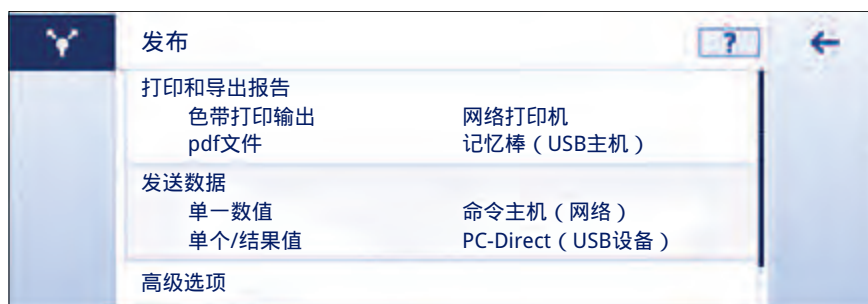 发布
?
打印和导出报告
色带打印输出 网络打印机
pdf文件 记忆棒（USB主机）
发送数据
单一数值 命令主机（网络）
单个/结果值 PC-Direct（USB设备）
高级选项